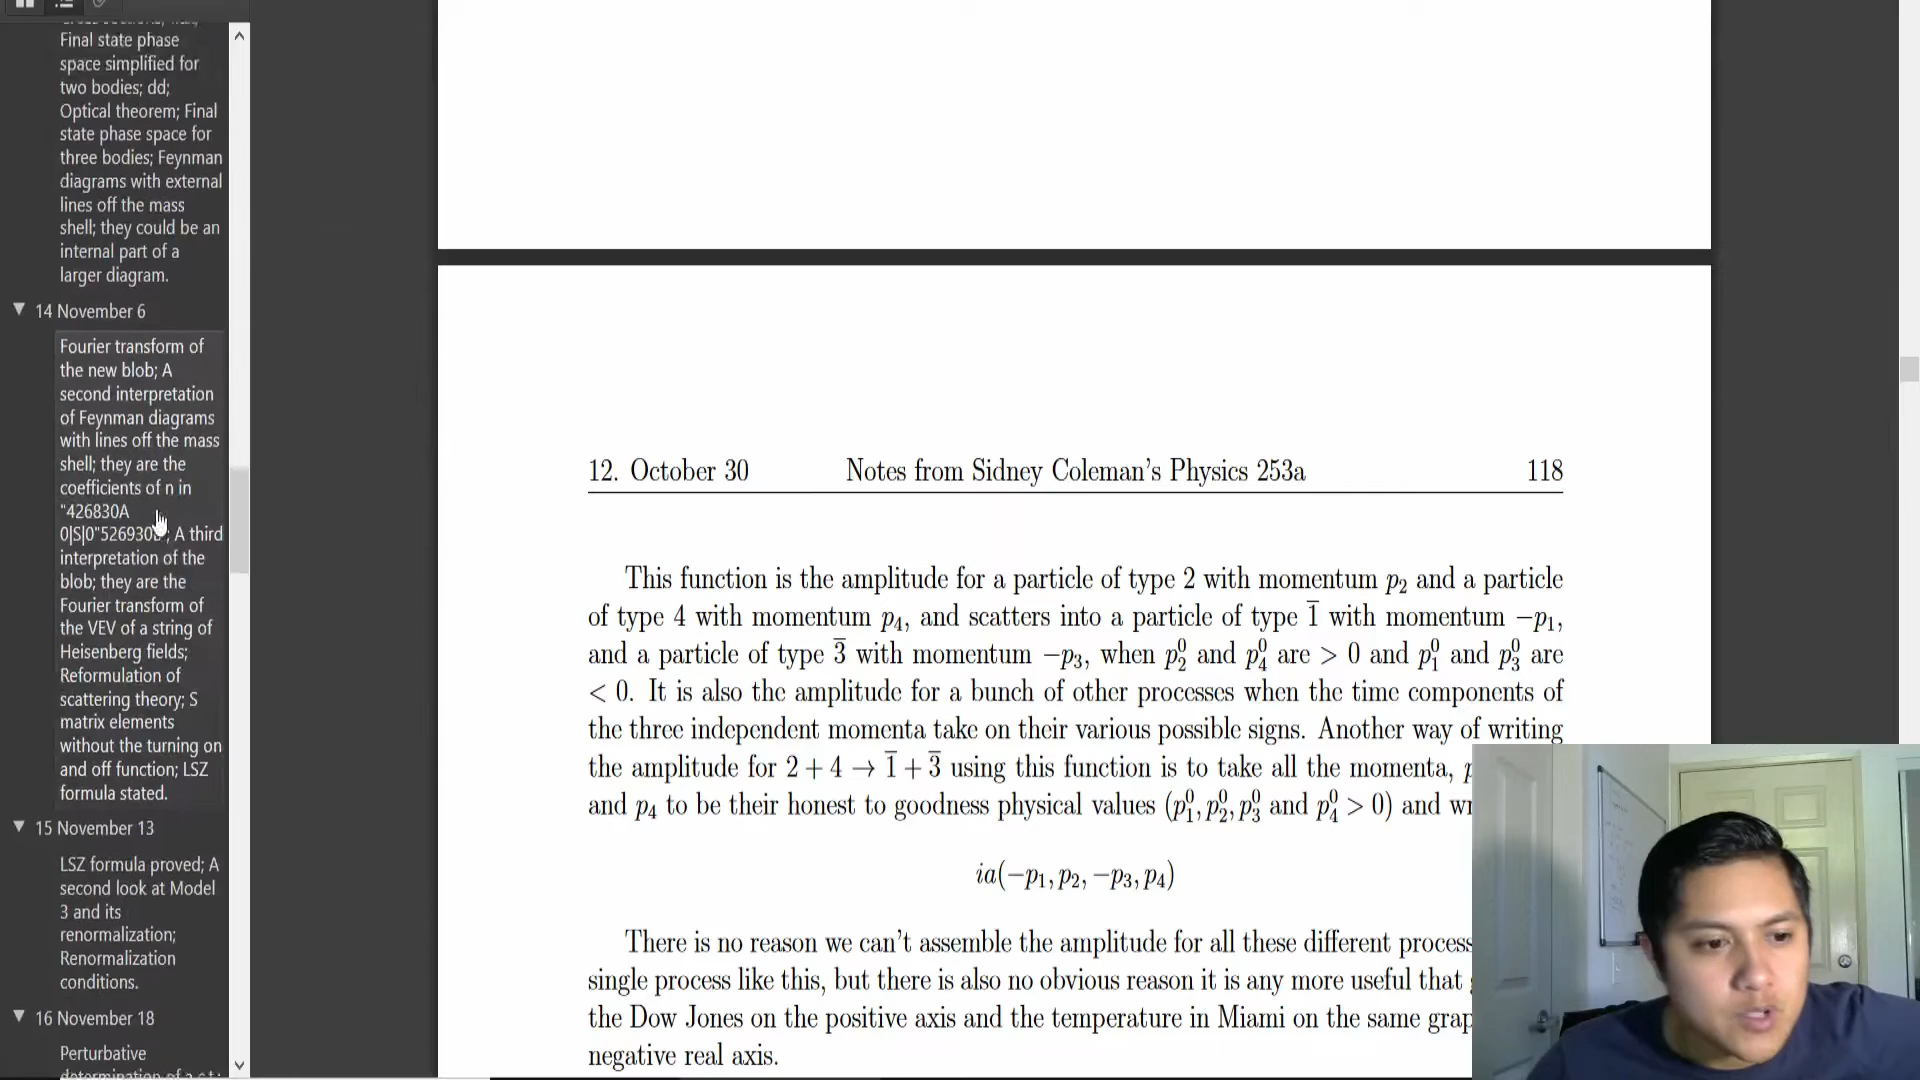 Final state phase
space simplified for
two bodies; dd;
Optical theorem; Final
state phase space for
three bodies; Feynman
diagrams with external
lines off the mass
shell; they could be an
internal part of a
larger diagram.
14 November 6
Fourier transform of
the new blob; A
second interpretation
of Feynman diagrams
with lines off the mass
shell; they are the
coefficients of n in
"426830A
0|S|0"526930B; A third
interpretation of the
blob; they are the
Fourier transform of
the VEV of a string of
Heisenberg fields;
Reformulation of
scattering theory; S
matrix elements
without the turning on
and off function; LSZ
formula stated.
15 November 13
LSZ formula proved; A
second look at Model
3 and its
renormalization;
Renormalization
conditions.
16 November 18
Perturbative
12. October 30 Notes from Sidney Coleman's Physics 253a 118
This function is the amplitude for a particle of type 2 with momentum p₂ and a particle
of type 4 with momentum p₄, and scatters into a particle of type 1̅ with momentum −p₁,
and a particle of type 3̅ with momentum −p₃, when p₂⁰ and p₄⁰ are > 0 and p₁⁰ and p₃⁰ are
< 0. It is also the amplitude for a bunch of other processes when the time components of
the three independent momenta take on their various possible signs. Another way of writing
the amplitude for 2 + 4 → 1̅ + 3̅ using this function is to take all the momenta,
and p₄ to be their honest to goodness physical values (p₁⁰, p₂⁰, p₃⁰ and p₄⁰ > 0) and
ia(−p₁, p₂, −p₃, p₄)
There is no reason we can't assemble the amplitude for all these different
single process like this, but there is also no obvious reason it is any more useful that
the Dow Jones on the positive axis and the temperature in Miami on the same
negative real axis.